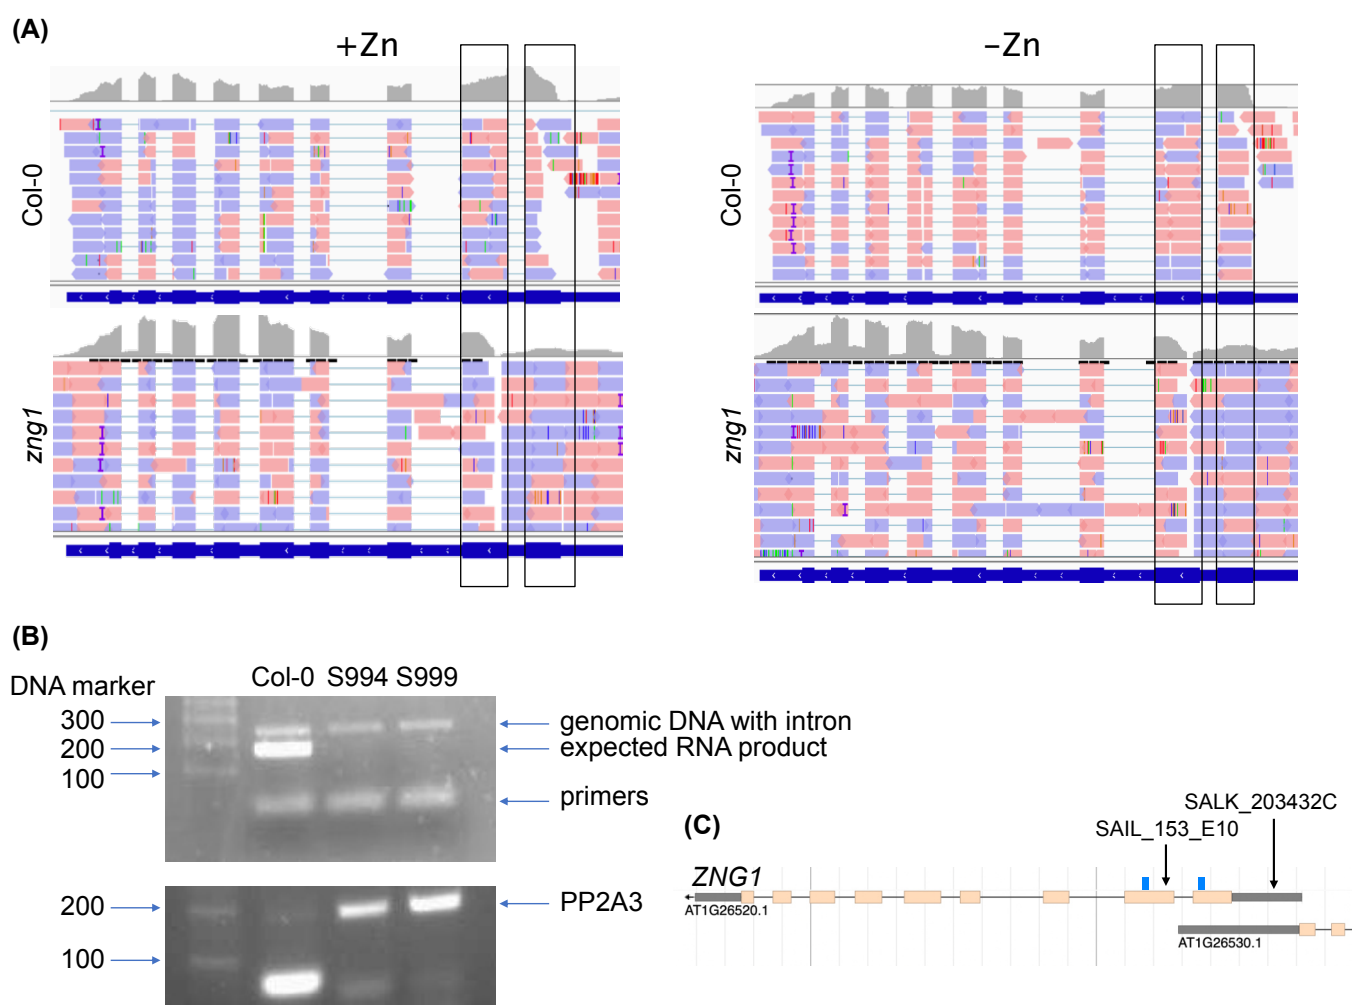 (A)
+Zn
−Zn
Col-0
Col-0
zng1
zng1
(B)
Col-0 S994 S999
DNA marker
300
200
100
genomic DNA with intron
expected RNA product
primers
200
100
PP2A3
(C)
SALK_203432C
SAIL_153_E10
ZNG1
AT1G26520.1
AT1G26530.1